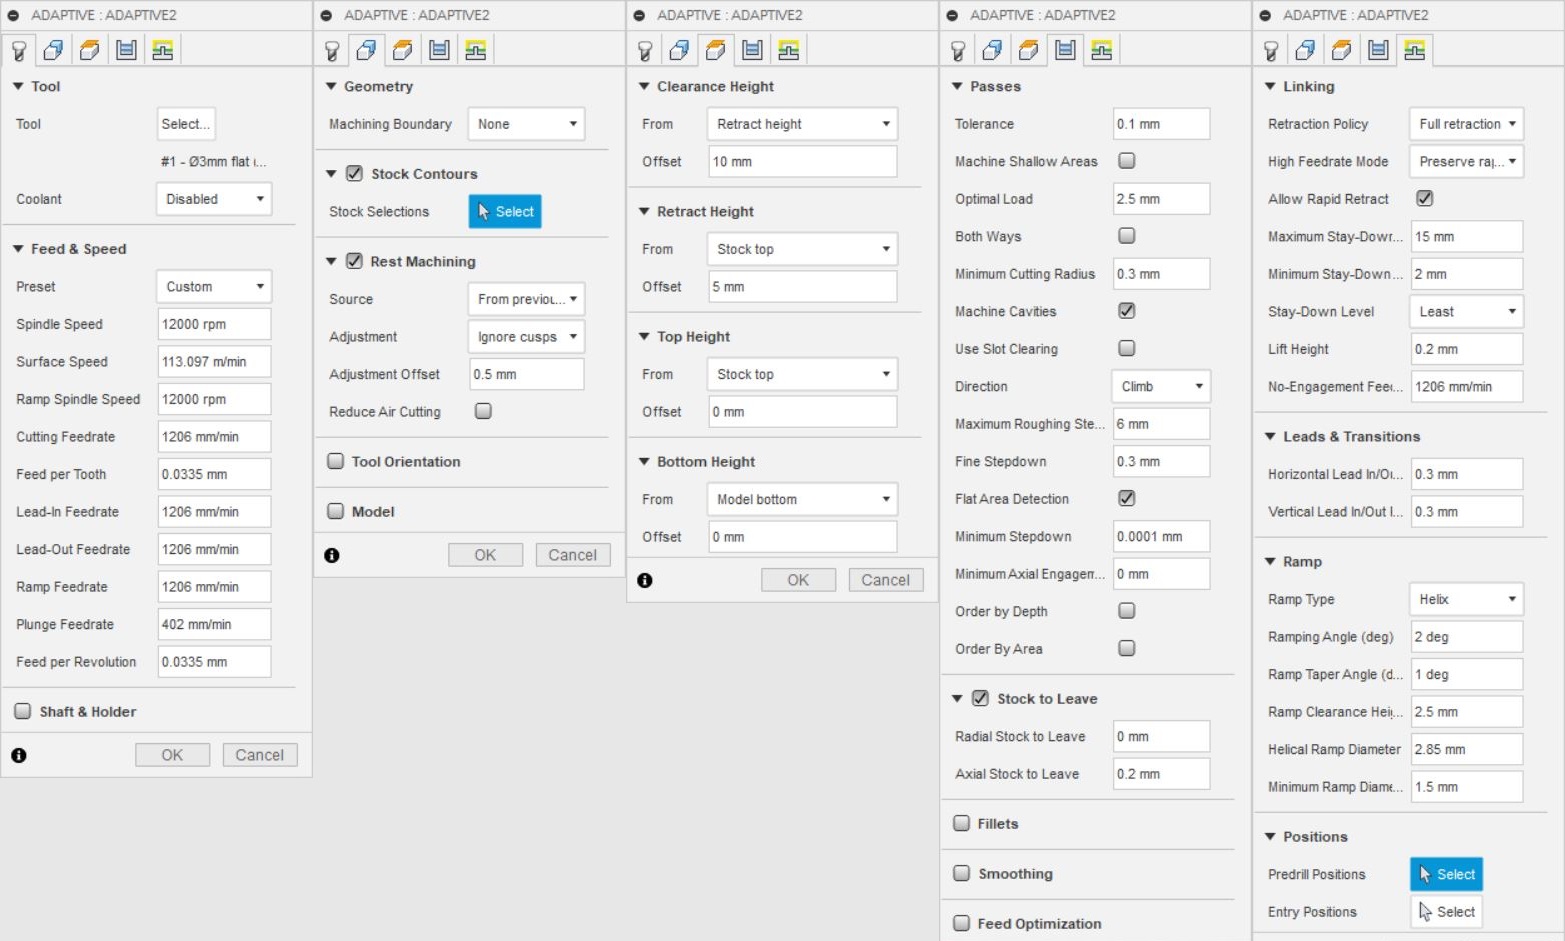 ADAPTIVE : ADAPTIVE2
Tool
Tool Select...
#1 - Ø3mm flat (...
Coolant Disabled
Feed & Speed
Preset Custom
Spindle Speed 12000 rpm
Surface Speed 113.097 m/min
Ramp Spindle Speed 12000 rpm
Cutting Feedrate 1206 mm/min
Feed per Tooth 0.0335 mm
Lead-In Feedrate 1206 mm/min
Lead-Out Feedrate 1206 mm/min
Ramp Feedrate 1206 mm/min
Plunge Feedrate 402 mm/min
Feed per Revolution 0.0335 mm
Shaft & Holder
OK Cancel
ADAPTIVE : ADAPTIVE2
Geometry
Machining Boundary None
Stock Contours
Stock Selections Select
Rest Machining
Source From previou...
Adjustment Ignore cusps
Adjustment Offset 0.5 mm
Reduce Air Cutting
Tool Orientation
Model
OK Cancel
ADAPTIVE : ADAPTIVE2
Clearance Height
From Retract height
Offset 10 mm
Retract Height
From Stock top
Offset 5 mm
Top Height
From Stock top
Offset 0 mm
Bottom Height
From Model bottom
Offset 0 mm
OK Cancel
ADAPTIVE : ADAPTIVE2
Passes
Tolerance 0.1 mm
Machine Shallow Areas
Optimal Load 2.5 mm
Both Ways
Minimum Cutting Radius 0.3 mm
Machine Cavities
Use Slot Clearing
Direction Climb
Maximum Roughing Ste... 6 mm
Fine Stepdown 0.3 mm
Flat Area Detection
Minimum Stepdown 0.0001 mm
Minimum Axial Engagem... 0 mm
Order by Depth
Order By Area
Stock to Leave
Radial Stock to Leave 0 mm
Axial Stock to Leave 0.2 mm
Fillets
Smoothing
Feed Optimization
ADAPTIVE : ADAPTIVE2
Linking
Retraction Policy Full retraction
High Feedrate Mode Preserve rap...
Allow Rapid Retract
Maximum Stay-Down... 15 mm
Minimum Stay-Down... 2 mm
Stay-Down Level Least
Lift Height 0.2 mm
No-Engagement Fee... 1206 mm/min
Leads & Transitions
Horizontal Lead In/Ou... 0.3 mm
Vertical Lead In/Out I... 0.3 mm
Ramp
Ramp Type Helix
Ramping Angle (deg) 2 deg
Ramp Taper Angle (d... 1 deg
Ramp Clearance Heig... 2.5 mm
Helical Ramp Diameter 2.85 mm
Minimum Ramp Diame... 1.5 mm
Positions
Predrill Positions Select
Entry Positions Select